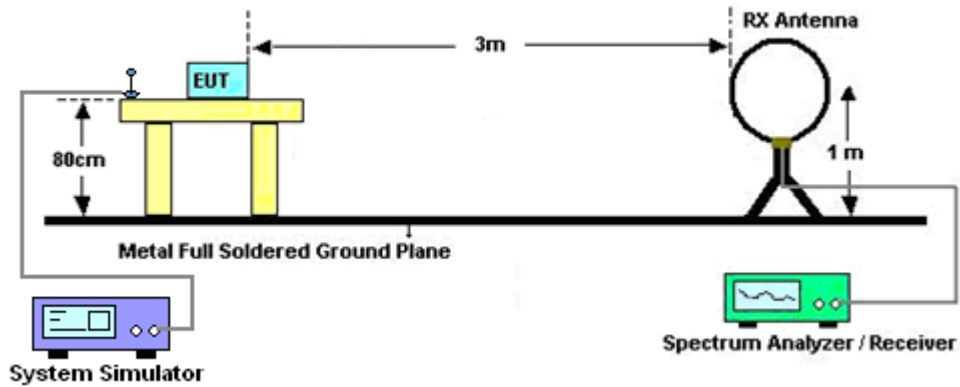 RX Antenna
3m
EUT
80cm
1 m
Metal Full Soldered Ground Plane
System Simulator
Spectrum Analyzer / Receiver